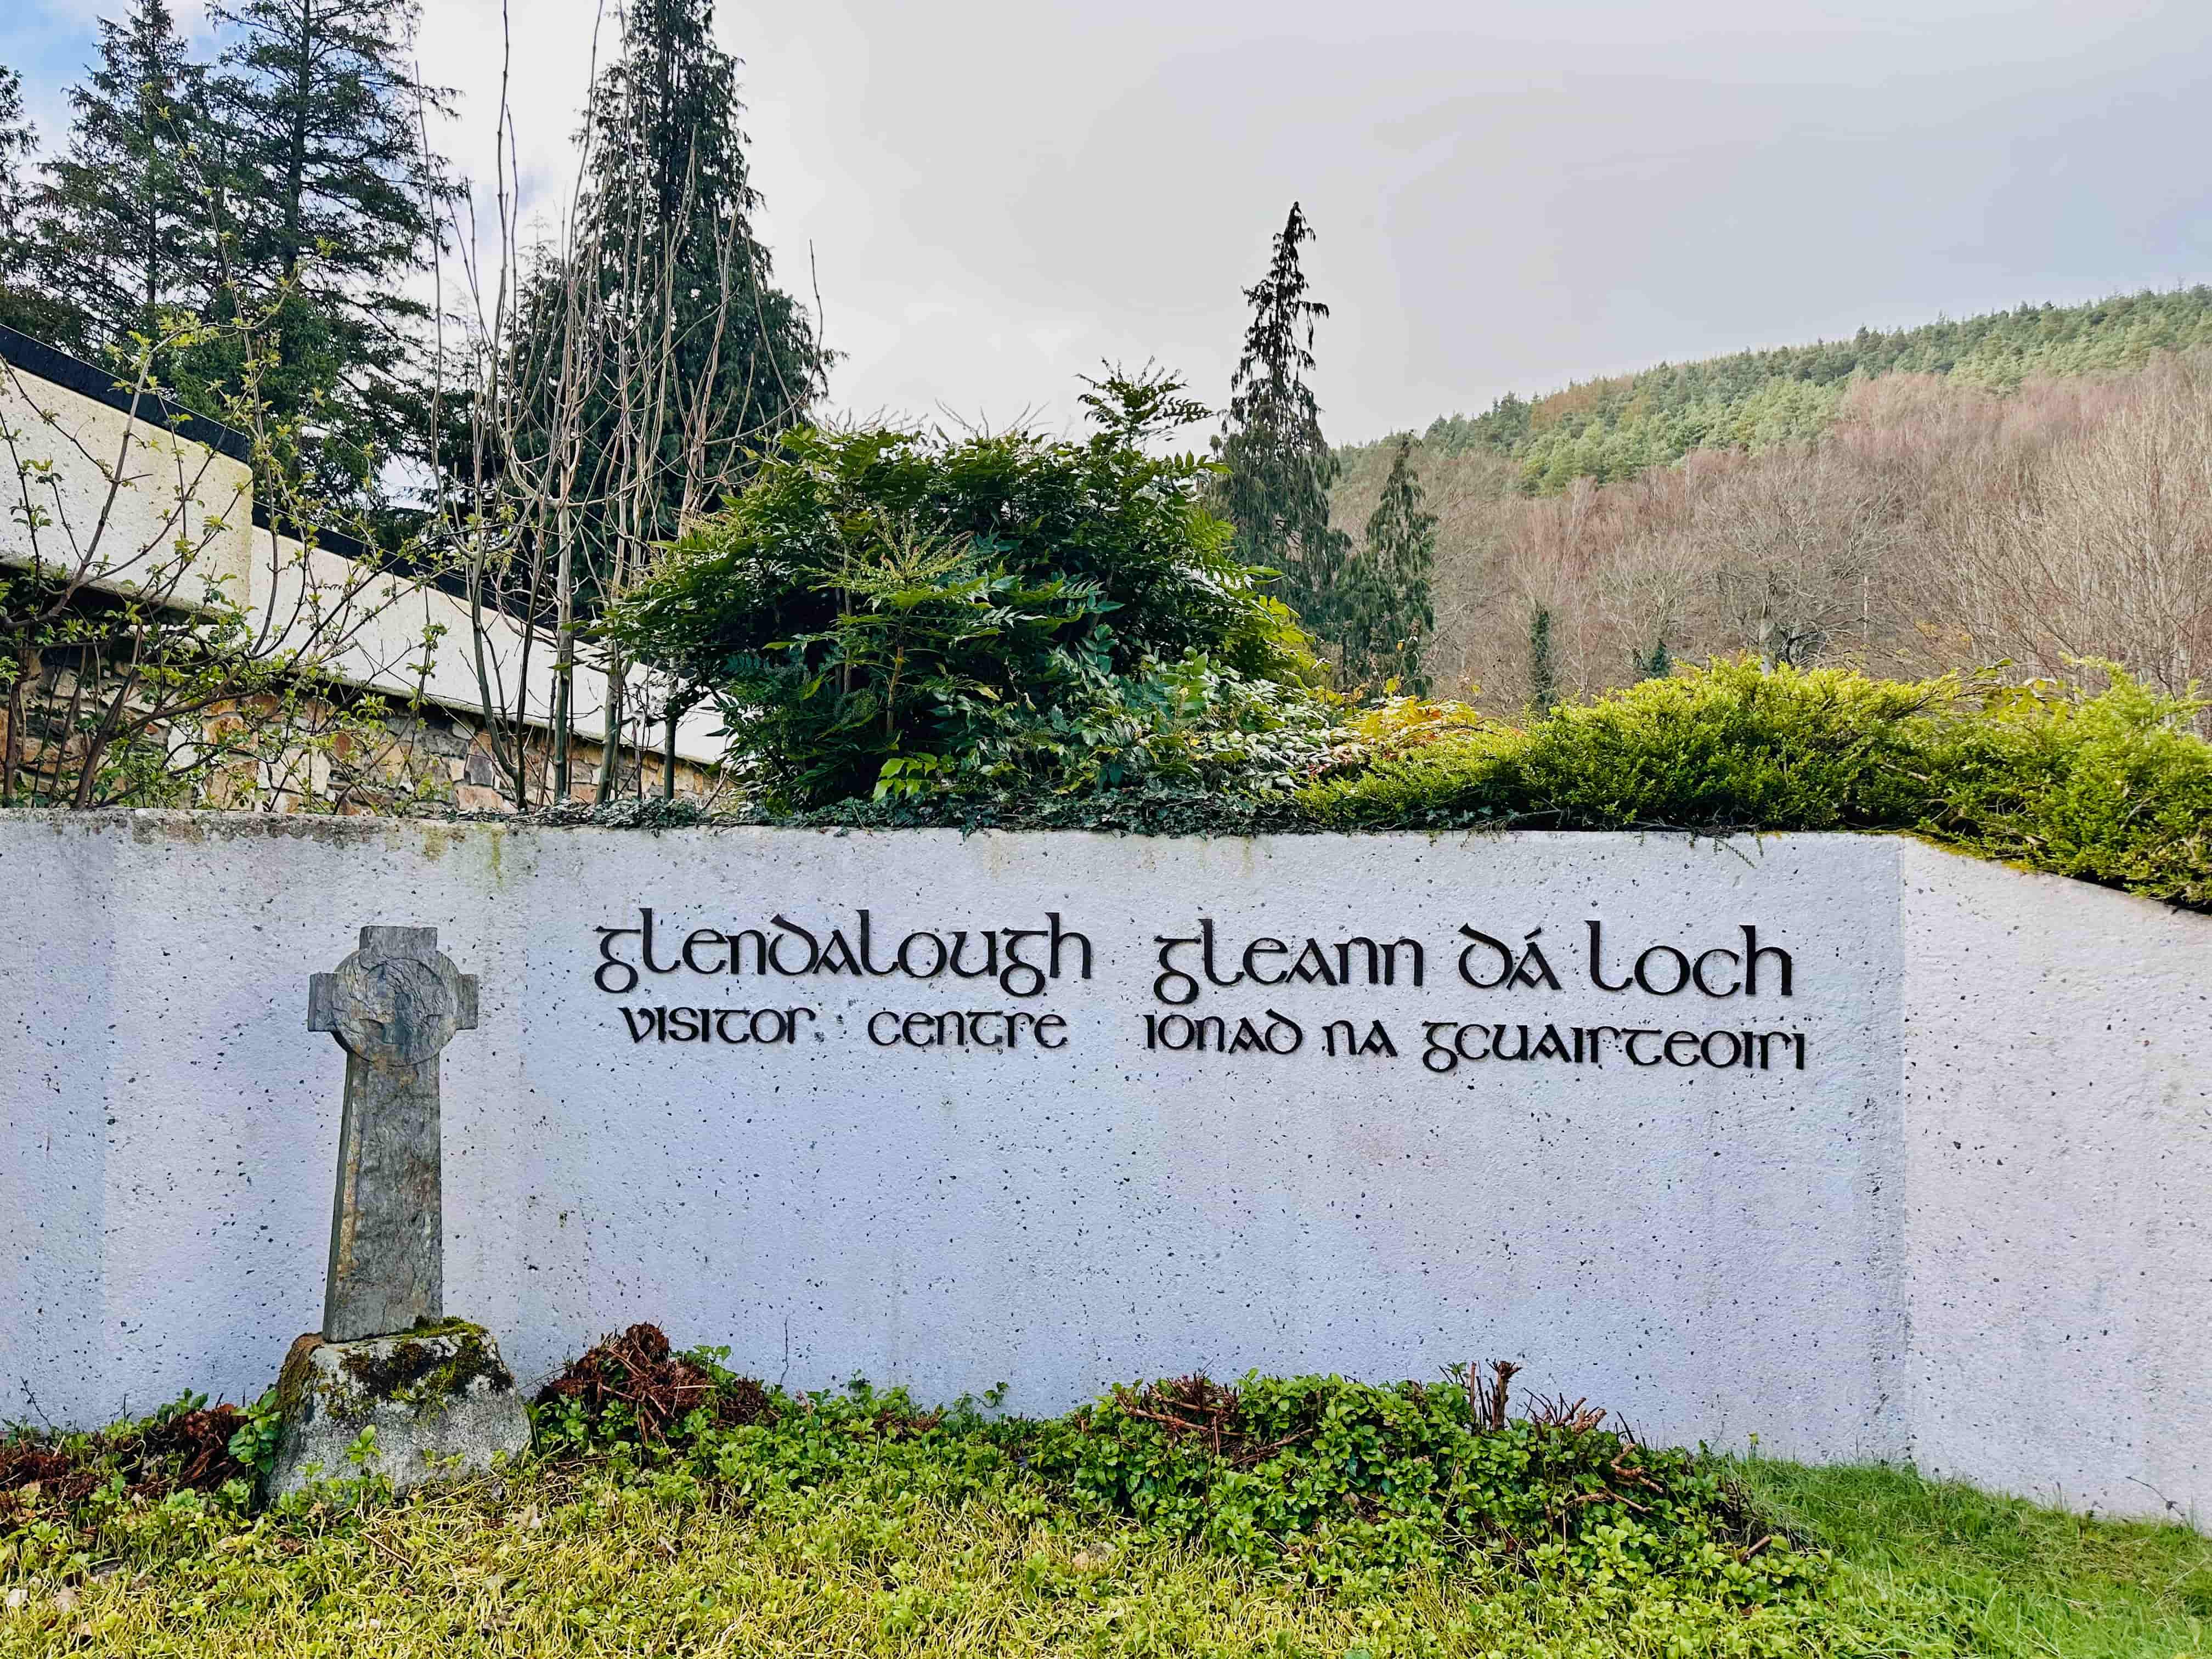 glendalough
visitor centre
gleann dá loch
ionad na gcuairteoirí